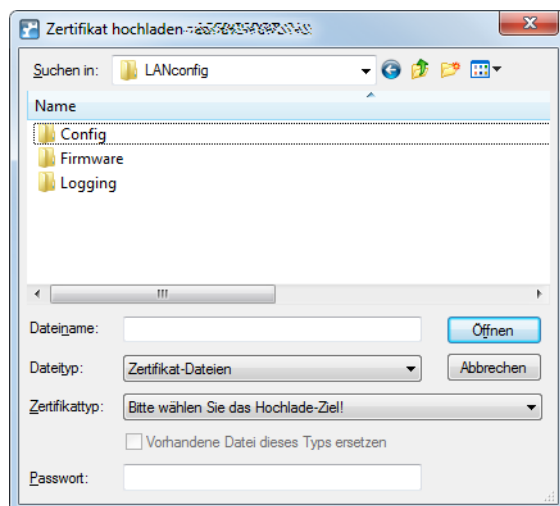 Zertifikat hochladen
Suchen in: LANconfig
Name
Config
Firmware
Logging
Dateiname: Öffnen
Dateityp: Zertifikat-Dateien Abbrechen
Zertifikattyp: Bitte wählen Sie das Hochlade-Ziel!
Vorhandene Datei dieses Typs ersetzen
Passwort: